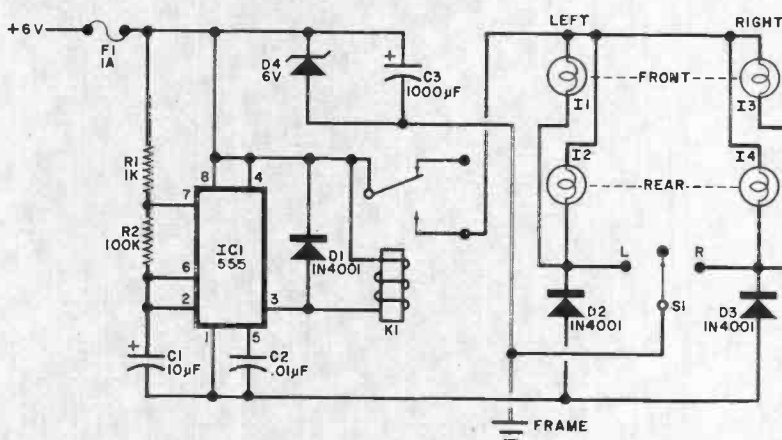 +6V
F1
1A
D4
6V
+
C3
1000µF
LEFT
RIGHT
FRONT
I1
I3
I2
I4
REAR
R1
1K
R2
100K
8
4
7
6
2
3
1
5
IC1
555
D1
1N4001
K1
L
R
S1
D2
1N4001
D3
1N4001
+
C1
10µF
C2
.01µF
FRAME